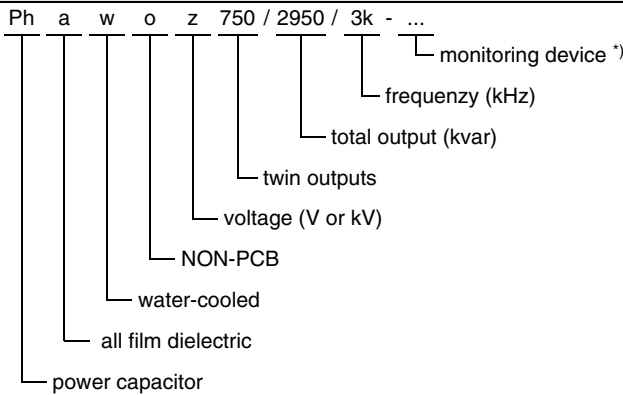 Ph a w o z 750 / 2950 / 3k - ...
monitoring device *)
frequenzy (kHz)
total output (kvar)
twin outputs
voltage (V or kV)
NON-PCB
water-cooled
all film dielectric
power capacitor